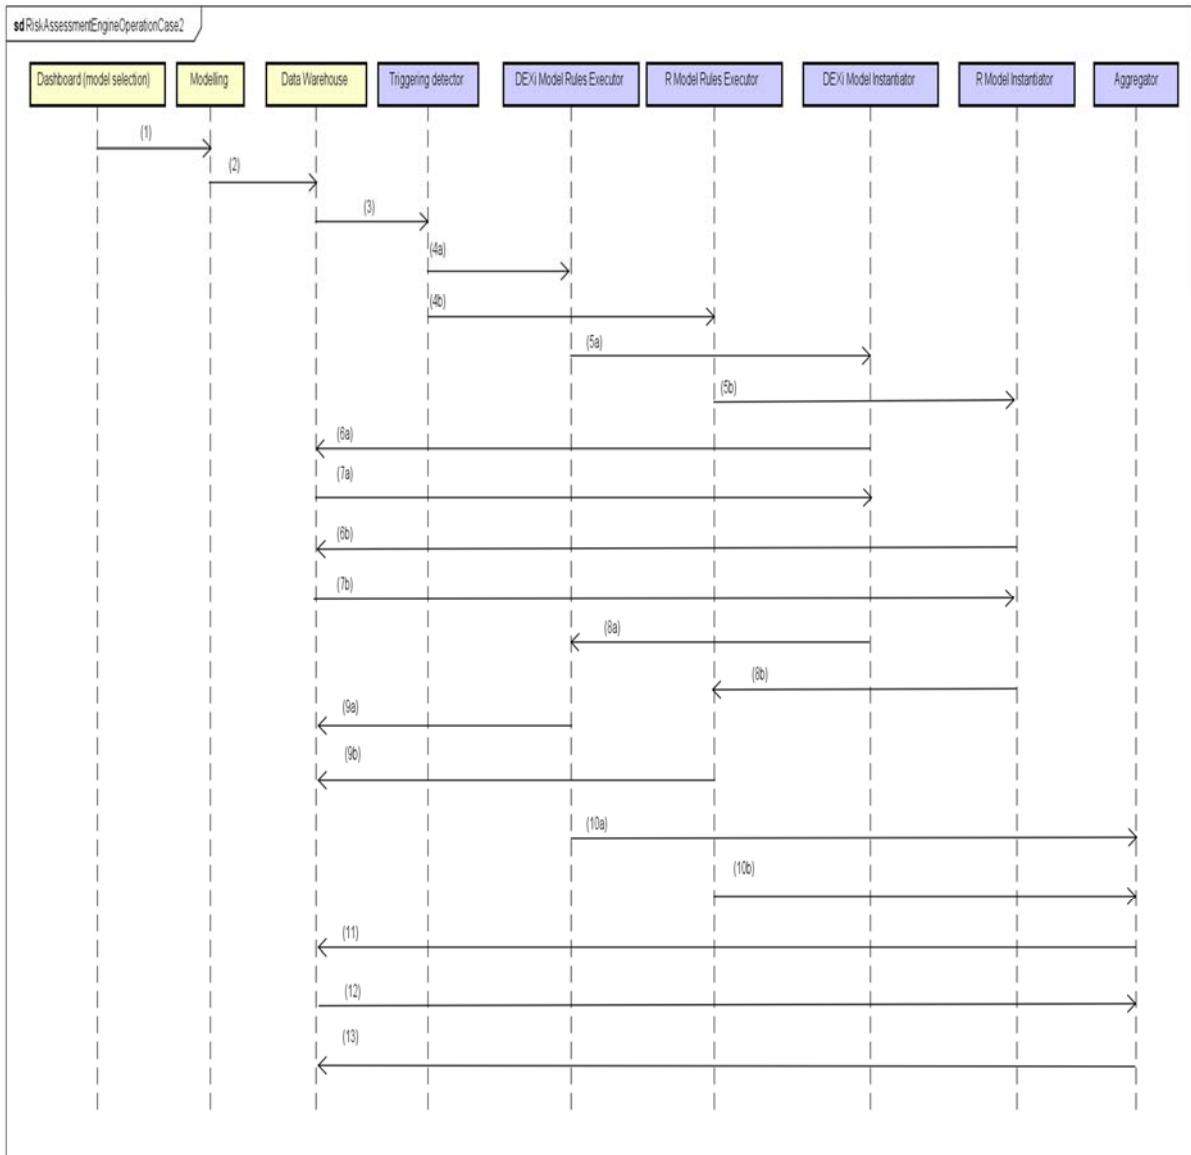 sd RiskAssessmentEngineOperationCase2
Dashboard (model selection)
Modelling
Data Warehouse
Triggering detector
DEXi Model Rules Executor
R Model Rules Executor
DEXi Model Instantiator
R Model Instantiator
Aggregator
(1)
(2)
(3)
(4a)
(4b)
(5a)
(5b)
(6a)
(7a)
(6b)
(7b)
(8a)
(8b)
(9a)
(9b)
(10a)
(10b)
(11)
(12)
(13)